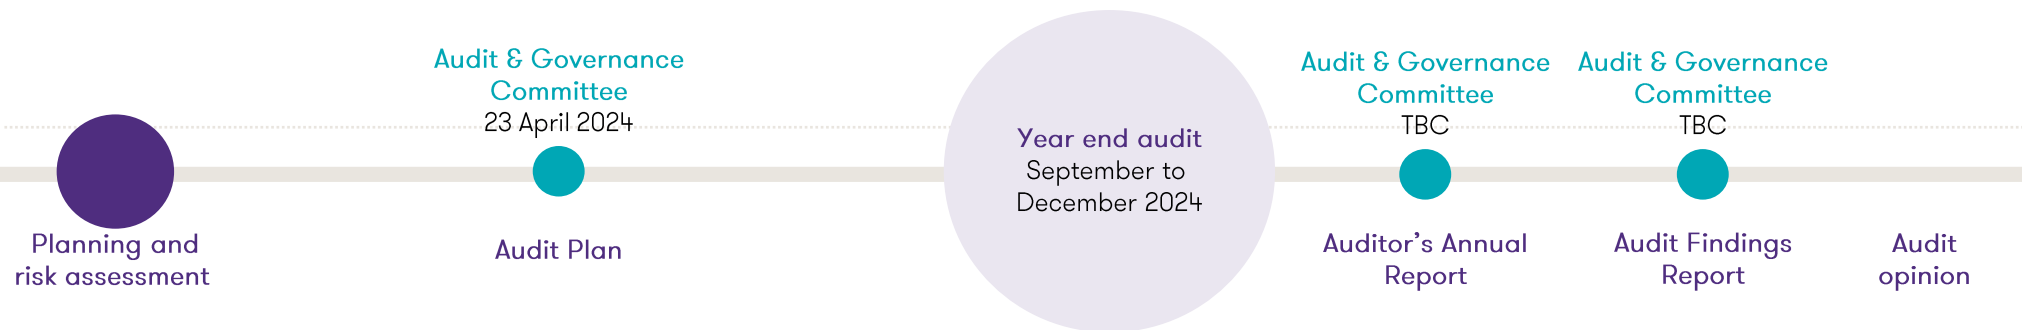 Planning and
risk assessment
Audit & Governance
Committee
23 April 2024
Audit Plan
Year end audit
September to
December 2024
Audit & Governance
Committee
TBC
Auditor’s Annual
Report
Audit & Governance
Committee
TBC
Audit Findings
Report
Audit
opinion